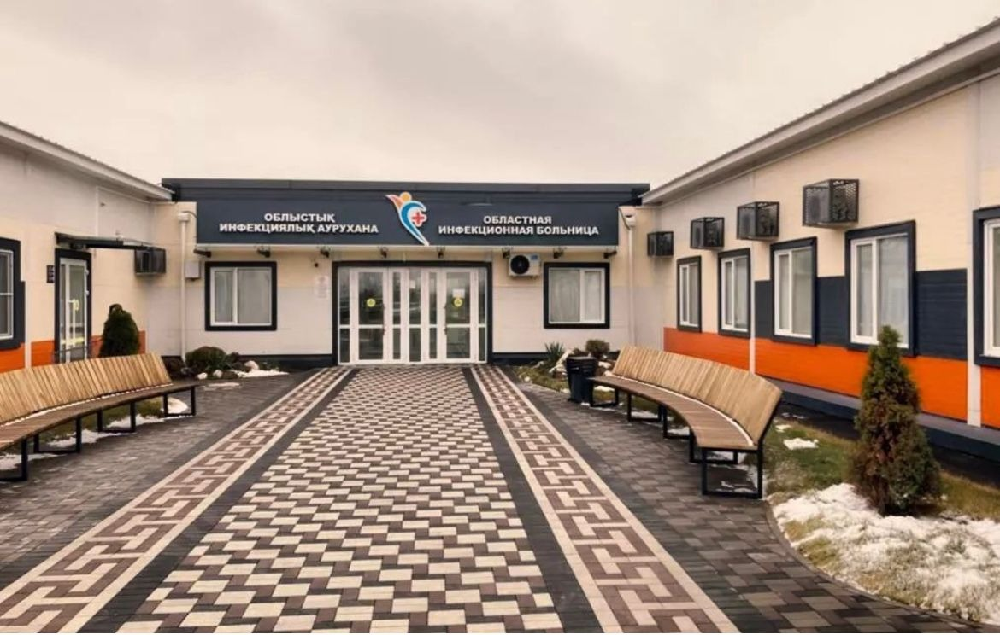 ОБЛЫСТЫҚ
ИНФЕКЦИЯЛЫҚ АУРУХАНА
ОБЛАСТНАЯ
ИНФЕКЦИОННАЯ БОЛЬНИЦА